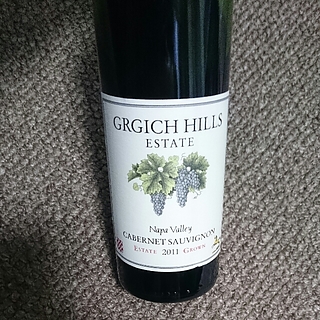 GRGICH HILLS
ESTATE
Napa Valley
CABERNET SAUVIGNON
ESTATE 2011 GROWN